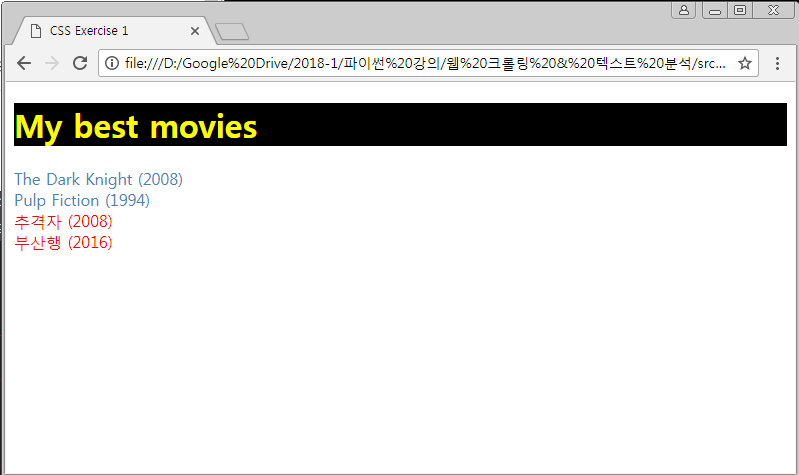 CSS Exercise 1
file:///D:/Google%20Drive/2018-1/파이썬%20강의/웹%20크롤링%20&%20텍스트%20분석/src...
My best movies
The Dark Knight (2008)
Pulp Fiction (1994)
추격자 (2008)
부산행 (2016)